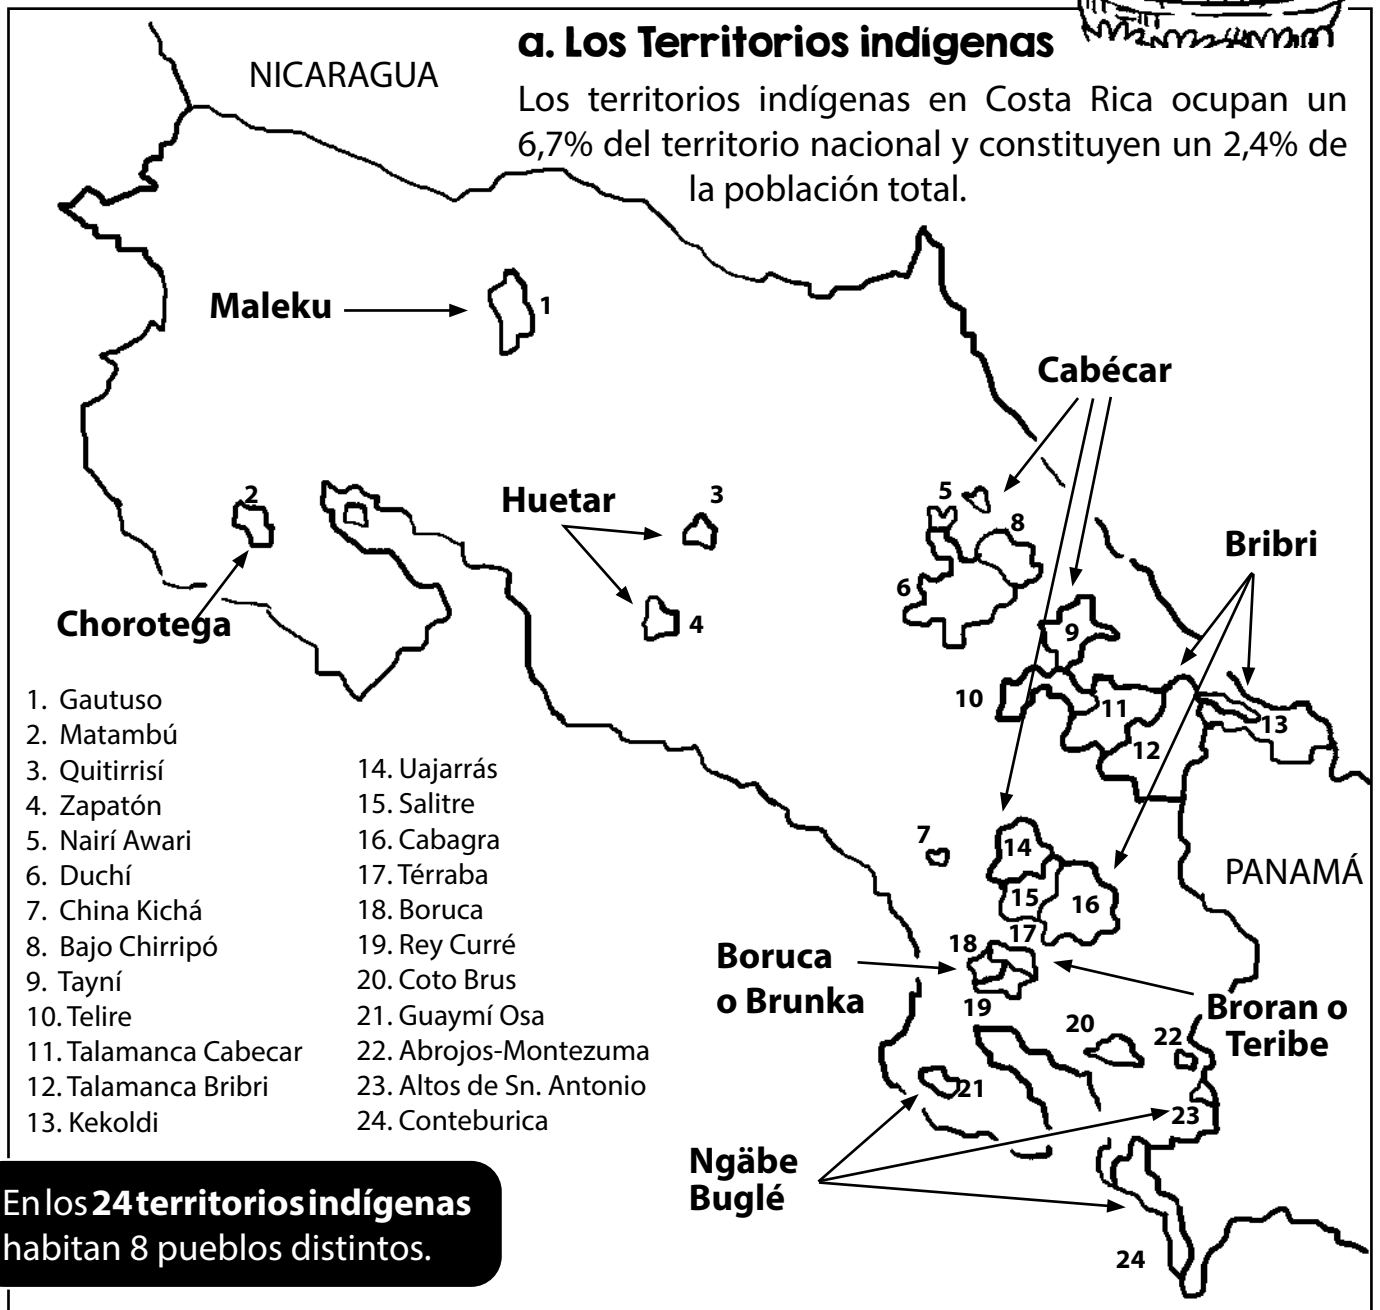 a. Los Territorios indígenas
NICARAGUA
Los territorios indígenas en Costa Rica ocupan un
6,7% del territorio nacional y constituyen un 2,4% de
la población total.
Maleku
1
Cabécar
2
Huetar
3
5
8
Bribri
6
Chorotega
4
9
10
11
13
12
1. Gautuso
2. Matambú
3. Quitirrisí
4. Zapatón
5. Nairí Awari
6. Duchí
7. China Kichá
8. Bajo Chirripó
9. Tayní
10. Telire
11. Talamanca Cabecar
12. Talamanca Bribri
13. Kekoldi
14. Uajarrás
15. Salitre
16. Cabagra
17. Térraba
18. Boruca
19. Rey Curré
20. Coto Brus
21. Guaymí Osa
22. Abrojos-Montezuma
23. Altos de Sn. Antonio
24. Conteburica
7
14
PANAMÁ
15
16
17
18
Boruca
o Brunka
19
Broran o
Teribe
20
22
21
23
Ngäbe
Buglé
24
En los 24 territorios indígenas
habitan 8 pueblos distintos.